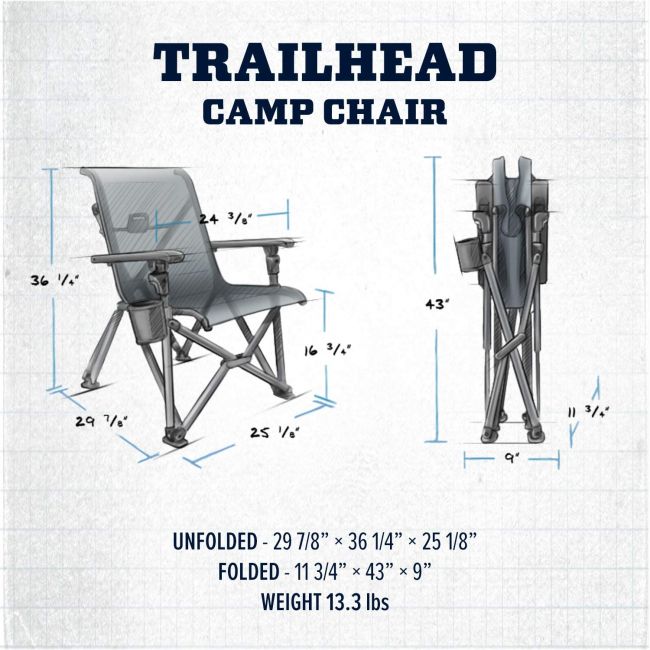 TRAILHEAD
CAMP CHAIR
24 3/8"
36 1/4"
43"
16 3/4"
29 7/8"
25 1/8"
11 3/4"
9"
UNFOLDED - 29 7/8” × 36 1/4” × 25 1/8”
FOLDED - 11 3/4” × 43” × 9”
WEIGHT 13.3 lbs